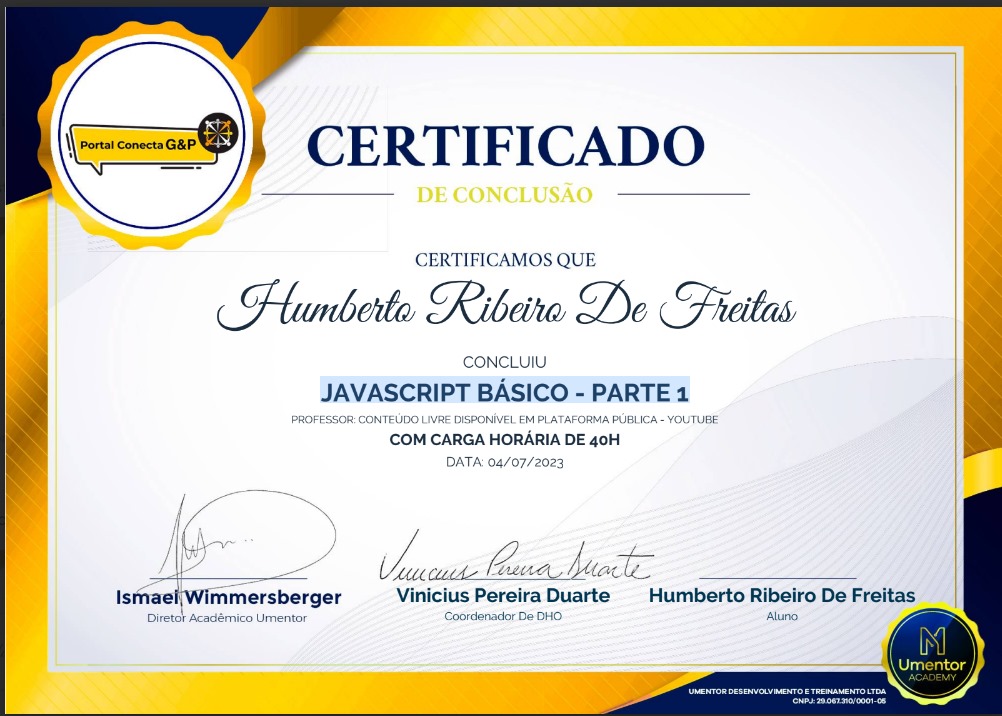 Portal Conecta G&P
CERTIFICADO
DE CONCLUSÃO
CERTIFICAMOS QUE
Humberto Ribeiro De Freitas
CONCLUIU
JAVASCRIPT BÁSICO - PARTE 1
PROFESSOR: CONTEÚDO LIVRE DISPONÍVEL EM PLATAFORMA PÚBLICA - YOUTUBE
COM CARGA HORÁRIA DE 40H
DATA: 04/07/2023
Vinicius Pereira Duarte
Ismael Wimmersberger
Diretor Acadêmico Umentor
Vinicius Pereira Duarte
Coordenador De DHO
Humberto Ribeiro De Freitas
Aluno
Umentor
ACADEMY
UMENTOR DESENVOLVIMENTO E TREINAMENTO LTDA
CNPJ: 29.067.310/0001-05